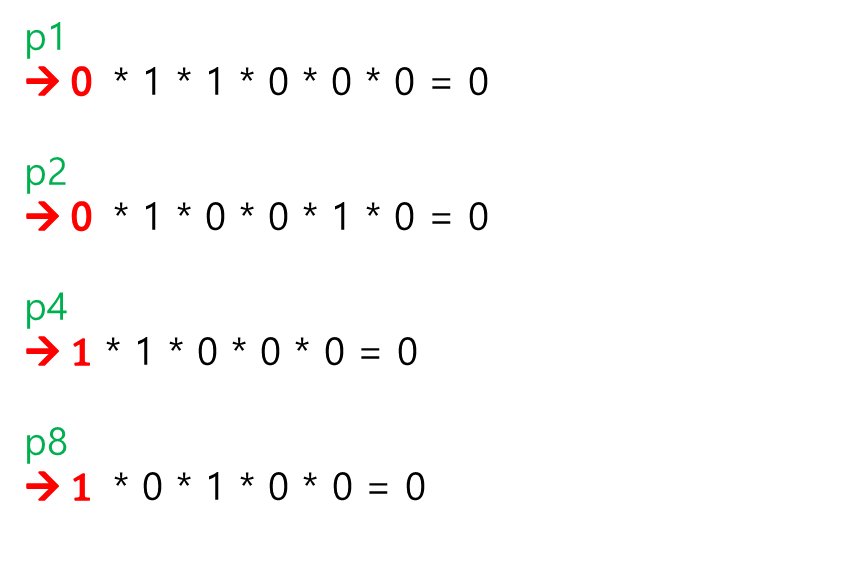 p1
→ 0 * 1 * 1 * 0 * 0 * 0 = 0
p2
→ 0 * 1 * 0 * 0 * 1 * 0 = 0
p4
→ 1 * 1 * 0 * 0 * 0 = 0
p8
→ 1 * 0 * 1 * 0 * 0 = 0